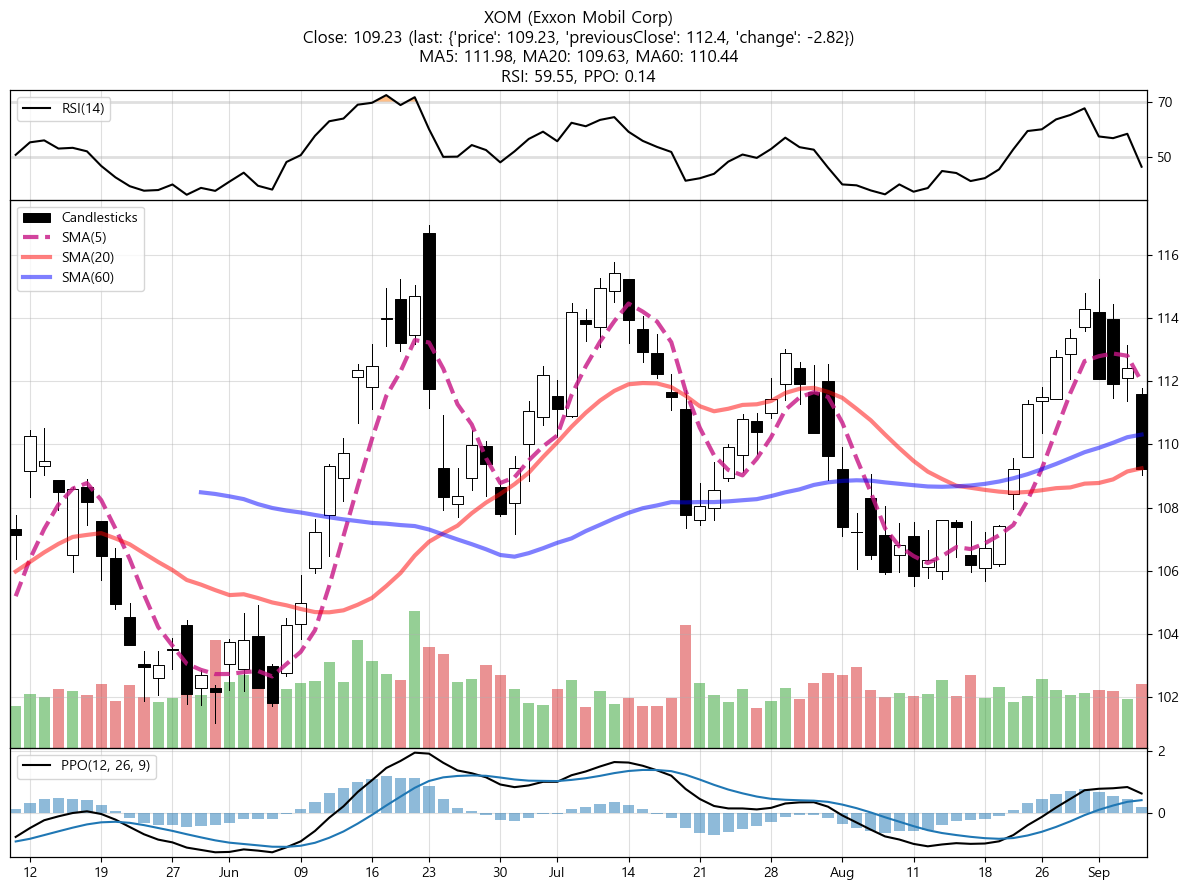 XOM (Exxon Mobil Corp)
Close: 109.23 (last: {'price': 109.23, 'previousClose': 112.4, 'change': -2.82})
MA5: 111.98, MA20: 109.63, MA60: 110.44
RSI: 59.55, PPO: 0.14
RSI(14)
70
50
Candlesticks
SMA(5)
SMA(20)
SMA(60)
116
114
112
110
108
106
104
102
PPO(12, 26, 9)
2
0
12 19 27 Jun 09 16 23 30 Jul 14 21 28 Aug 11 18 26 Sep